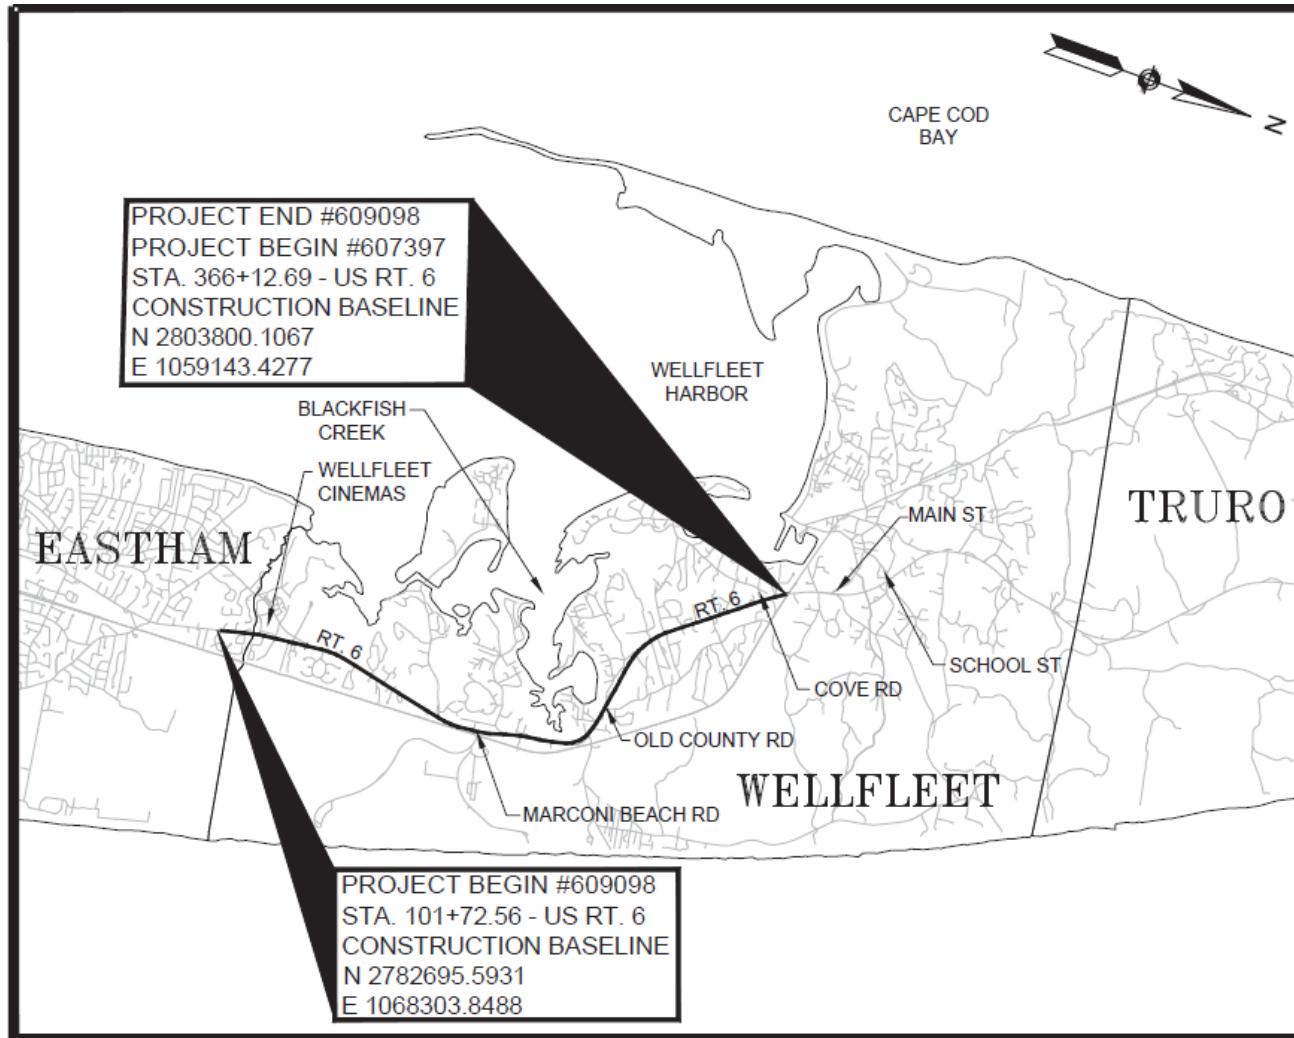 N
CAPE COD
BAY
PROJECT END #609098
PROJECT BEGIN #607397
STA. 366+12.69 - US RT. 6
CONSTRUCTION BASELINE
N 2803800.1067
E 1059143.4277
WELLFLEET
HARBOR
BLACKFISH
CREEK
WELLFLEET
CINEMAS
EASTHAM
TRURO
MAIN ST
RT. 6
RT. 6
SCHOOL ST
COVE RD
OLD COUNTY RD
WELLFLEET
MARCONI BEACH RD
PROJECT BEGIN #609098
STA. 101+72.56 - US RT. 6
CONSTRUCTION BASELINE
N 2782695.5931
E 1068303.8488